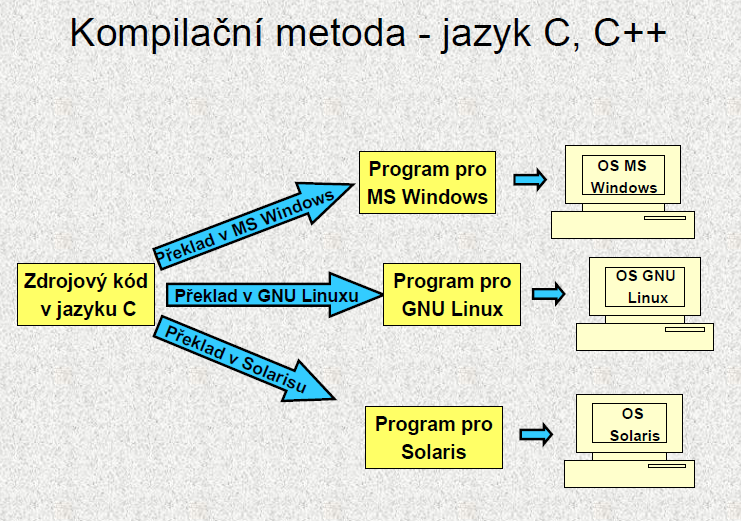 Kompilační metoda - jazyk C, C++
Program pro
MS Windows
OS MS
Windows
Překlad v MS Windows
Zdrojový kód
v jazyku C
Překlad v GNU Linuxu
Program pro
GNU Linux
OS GNU
Linux
Překlad v Solarisu
Program pro
Solaris
OS
Solaris